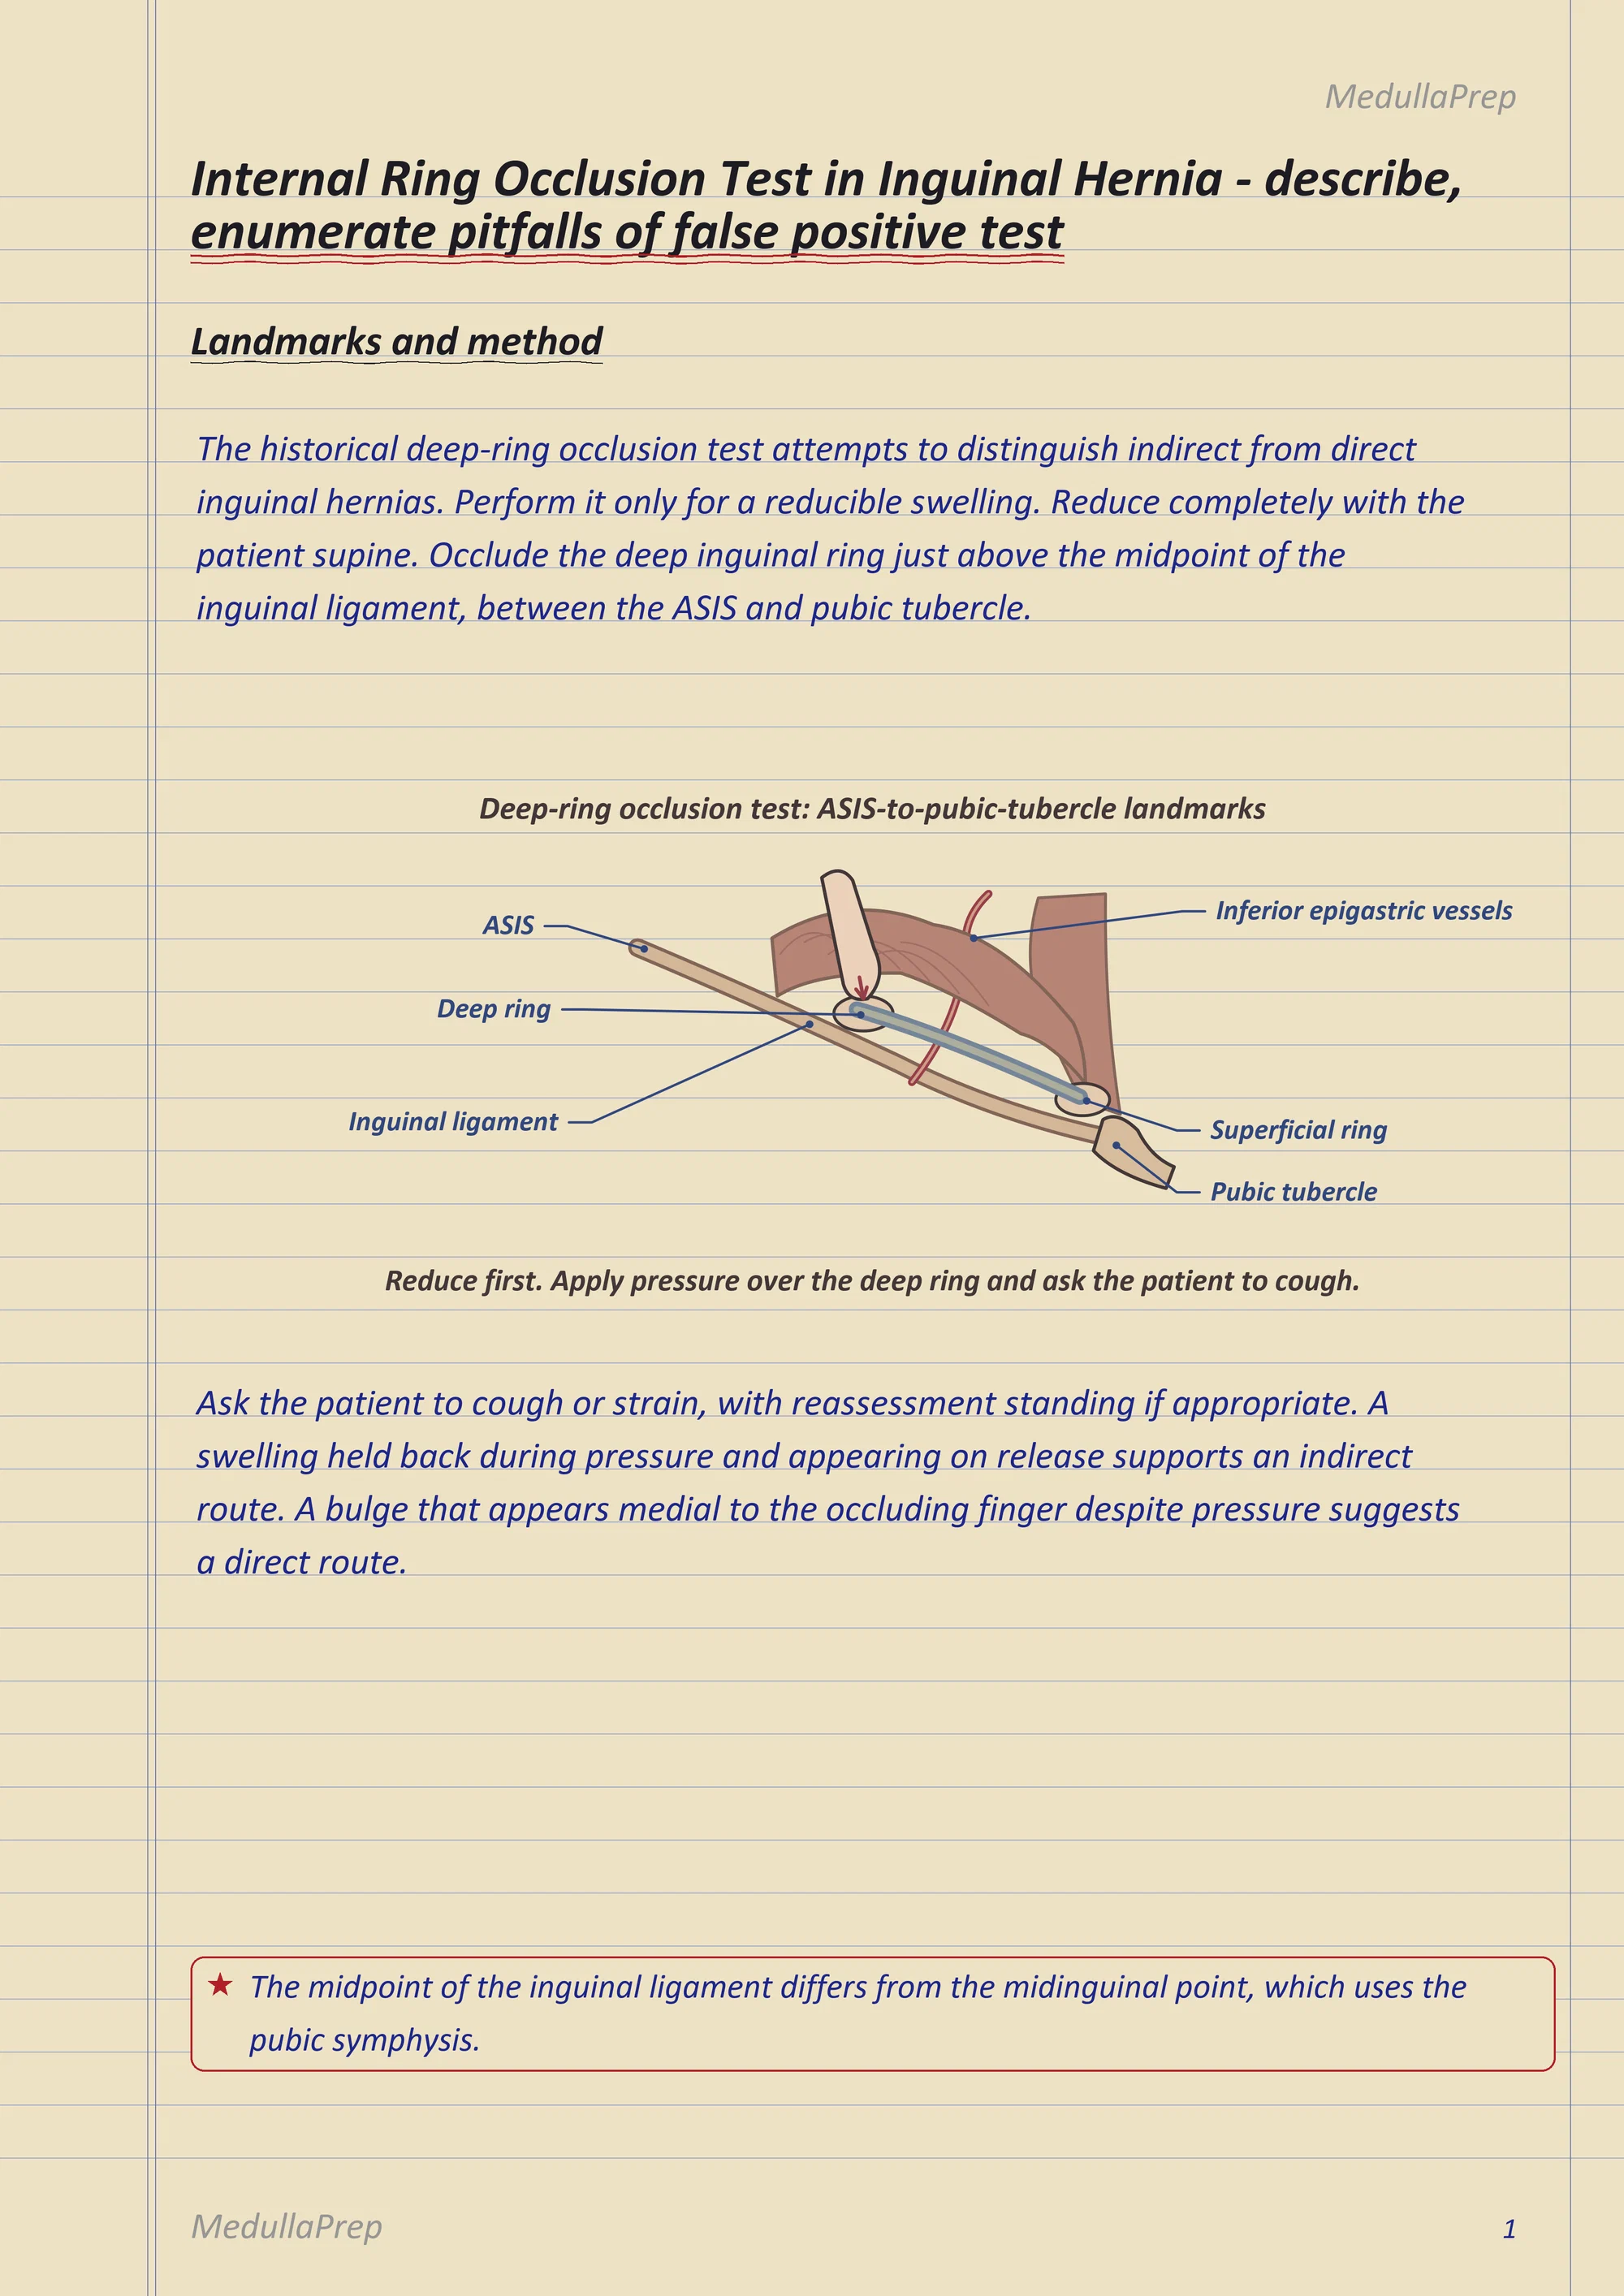 MedullaPrep
Internal Ring Occlusion Test in Inguinal Hernia - describe,
enumerate pitfalls of false positive test
Landmarks and method
The historical deep-ring occlusion test attempts to distinguish indirect from direct
inguinal hernias. Perform it only for a reducible swelling. Reduce completely with the
patient supine. Occlude the deep inguinal ring just above the midpoint of the
inguinal ligament, between the ASIS and pubic tubercle.
Deep-ring occlusion test: ASIS-to-pubic-tubercle landmarks
ASIS
Inferior epigastric vessels
Deep ring
Inguinal ligament
Superficial ring
Pubic tubercle
Reduce first. Apply pressure over the deep ring and ask the patient to cough.
Ask the patient to cough or strain, with reassessment standing if appropriate. A
swelling held back during pressure and appearing on release supports an indirect
route. A bulge that appears medial to the occluding finger despite pressure suggests
a direct route.
★ The midpoint of the inguinal ligament differs from the midinguinal point, which uses the
pubic symphysis.
MedullaPrep
1